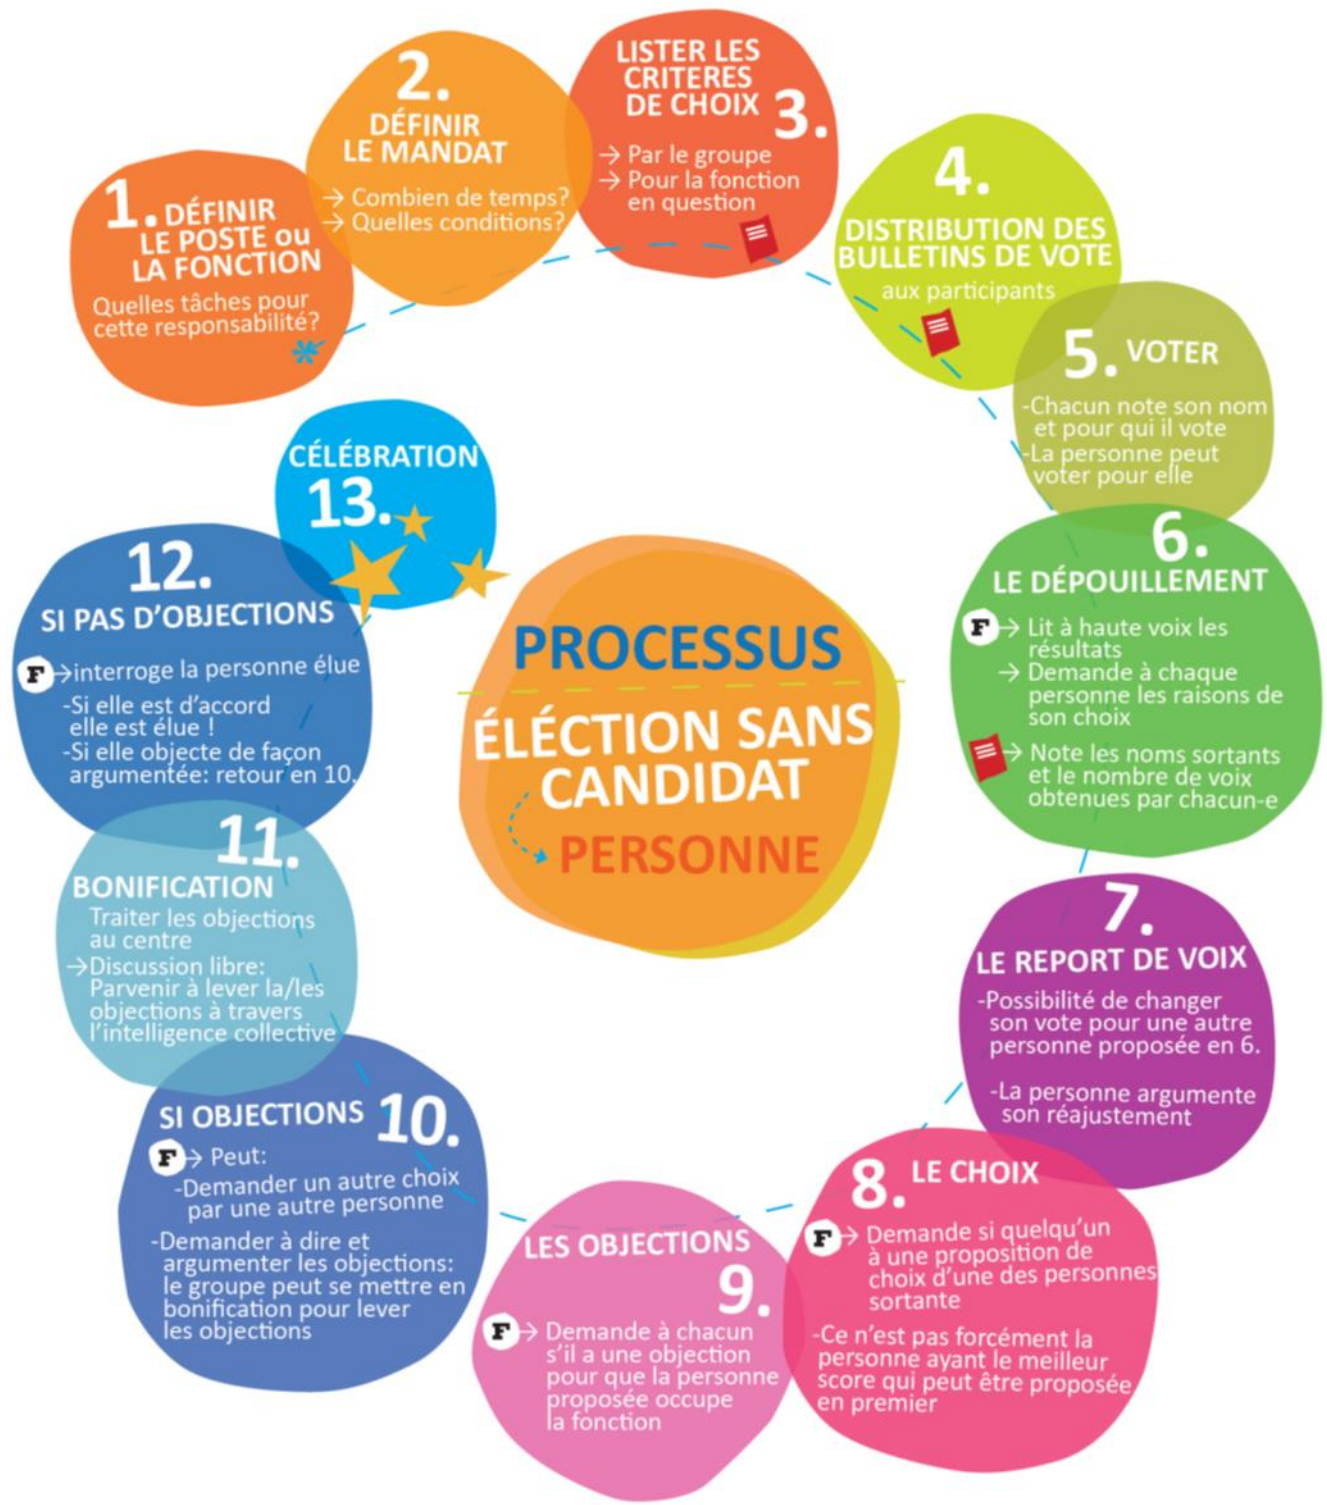 1. DÉFINIR
LE POSTE ou
LA FONCTION
Quelles tâches pour
cette responsabilité?
2.
DÉFINIR
LE MANDAT
→ Combien de temps?
→ Quelles conditions?
LISTER LES
CRITERES
DE CHOIX 3.
→ Par le groupe
→ Pour la fonction
en question
4.
DISTRIBUTION DES
BULLETINS DE VOTE
aux participants
5. VOTER
-Chacun note son nom
et pour qui il vote
-La personne peut
voter pour elle
6.
LE DÉPOUILLEMENT
F → Lit à haute voix les
résultats
→ Demande à chaque
personne les raisons de
son choix
→ Note les noms sortants
et le nombre de voix
obtenues par chacun-e
7.
LE REPORT DE VOIX
-Possibilité de changer
son vote pour une autre
personne proposée en 6.
-La personne argumente
son réajustement
8. LE CHOIX
F → Demande si quelqu'un
à une proposition de
choix d'une des personnes
sortante
-Ce n'est pas forcément la
personne ayant le meilleur
score qui peut être proposée
en premier
LES OBJECTIONS
9.
F → Demande à chacun
s'il a une objection
pour que la personne
proposée occupe
la fonction
SI OBJECTIONS 10.
F → Peut:
-Demander un autre choix
par une autre personne
-Demander à dire et
argumenter les objections:
le groupe peut se mettre en
bonification pour lever
les objections
11.
BONIFICATION
Traiter les objections
au centre
→Discussion libre:
Parvenir à lever la/les
objections à travers
l'intelligence collective
12.
SI PAS D'OBJECTIONS
F →interroge la personne élue
-Si elle est d'accord
elle est élue !
-Si elle objecte de façon
argumentée: retour en 10.
CÉLÉBRATION
13.
PROCESSUS
ÉLÉCTION SANS
CANDIDAT
PERSONNE